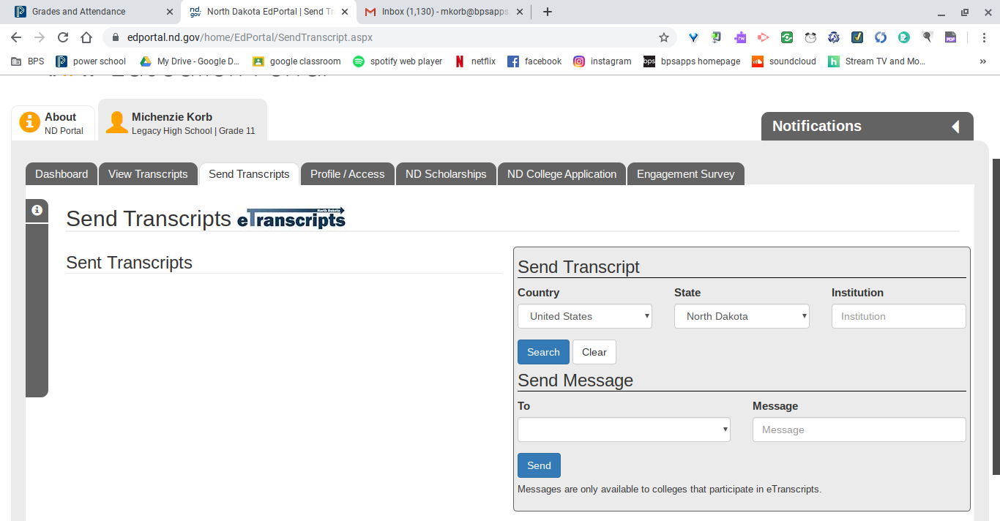 Grades and Attendance
nd.gov
North Dakota EdPortal | Send Tr
Inbox (1,130) - mkorb@bpsapps
edportal.nd.gov/home/EdPortal/SendTranscript.aspx
BPS
power school
My Drive - Google D...
google classroom
spotify web player
netflix
facebook
instagram
bps
bpsapps homepage
soundcloud
h
Stream TV and Mo...
»
About
ND Portal
Michenzie Korb
Legacy High School | Grade 11
Notifications
Dashboard
View Transcripts
Send Transcripts
Profile / Access
ND Scholarships
ND College Application
Engagement Survey
Send Transcripts
North Dakota
eTranscripts
Sent Transcripts
Send Transcript
Country
State
Institution
United States
North Dakota
Institution
Search
Clear
Send Message
To
Message
Message
Send
Messages are only available to colleges that participate in eTranscripts.